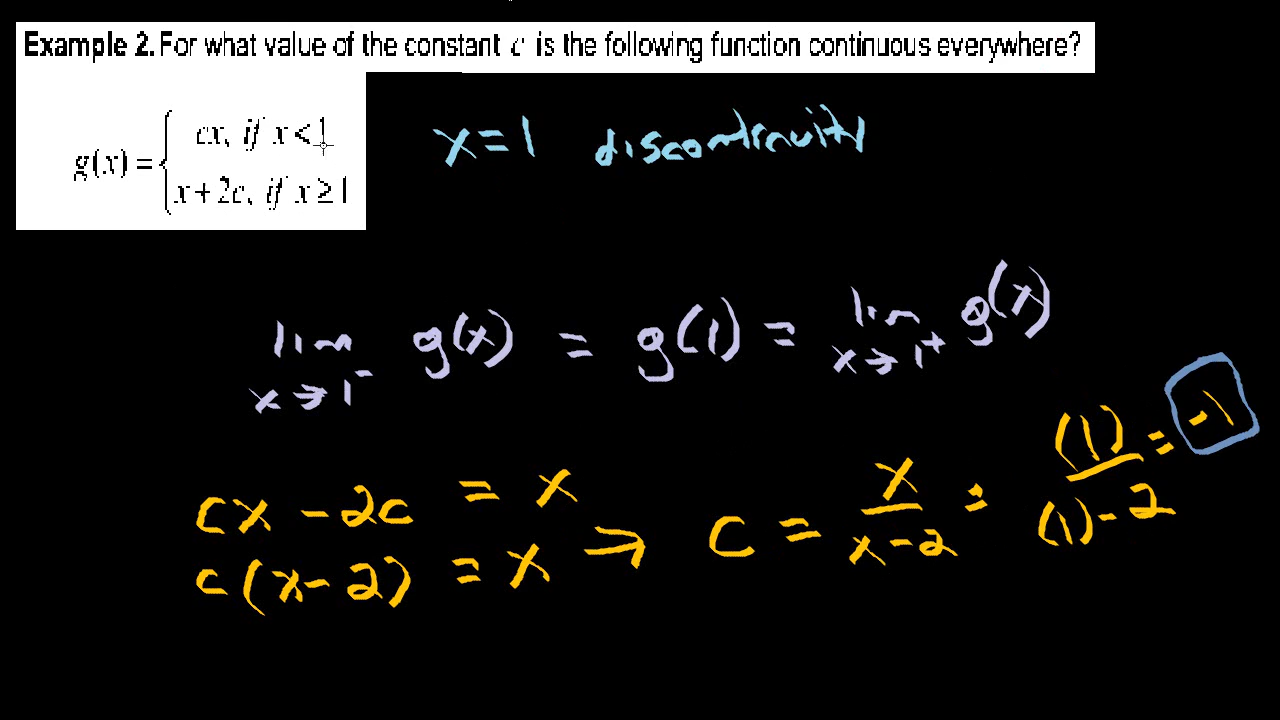 Example 2. For what value of the constant c is the following function continuous everywhere?
g(x) = { cx, if x < 1
x + 2c, if x ≥ 1
x = 1 discontinuity
lim x→1⁻ g(x) = g(1) = lim x→1⁺ g(x)
cx - 2c = x
c(x - 2) = x → c = x/(x-2) = (1)/((1)-2) = -1